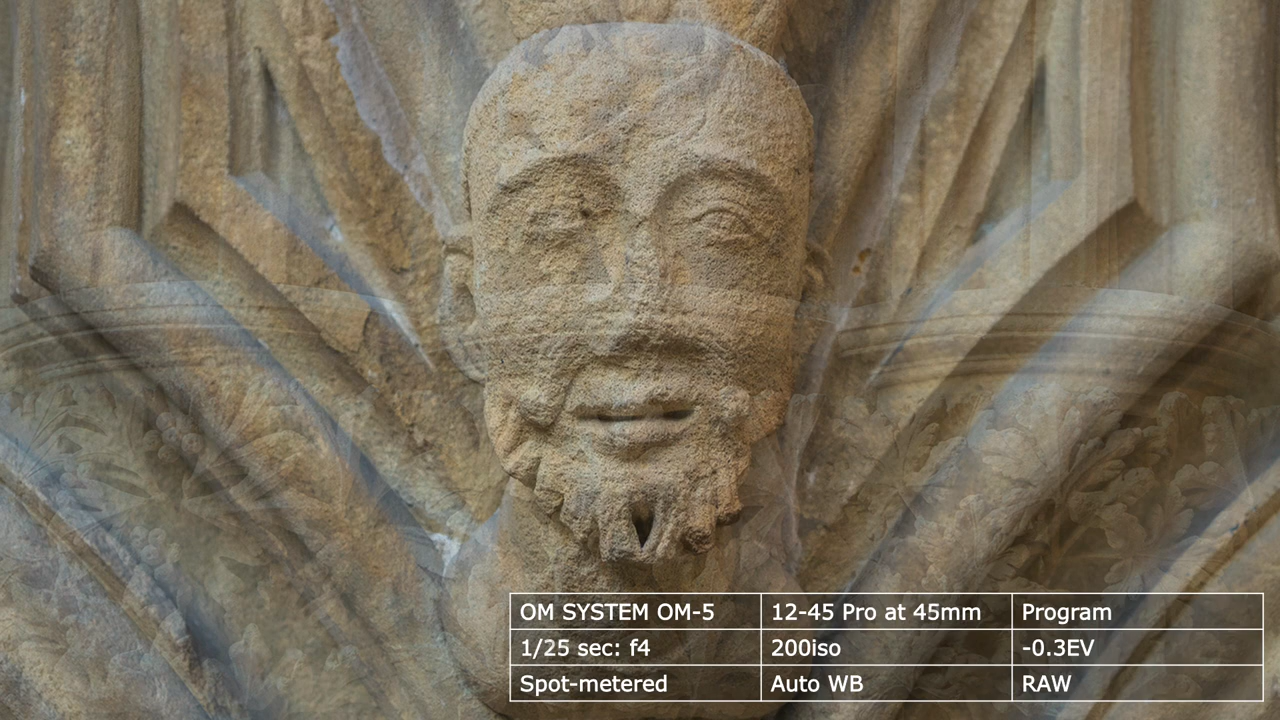 OM SYSTEM OM-5 12-45 Pro at 45mm Program
1/25 sec: f4 200iso -0.3EV
Spot-metered Auto WB RAW